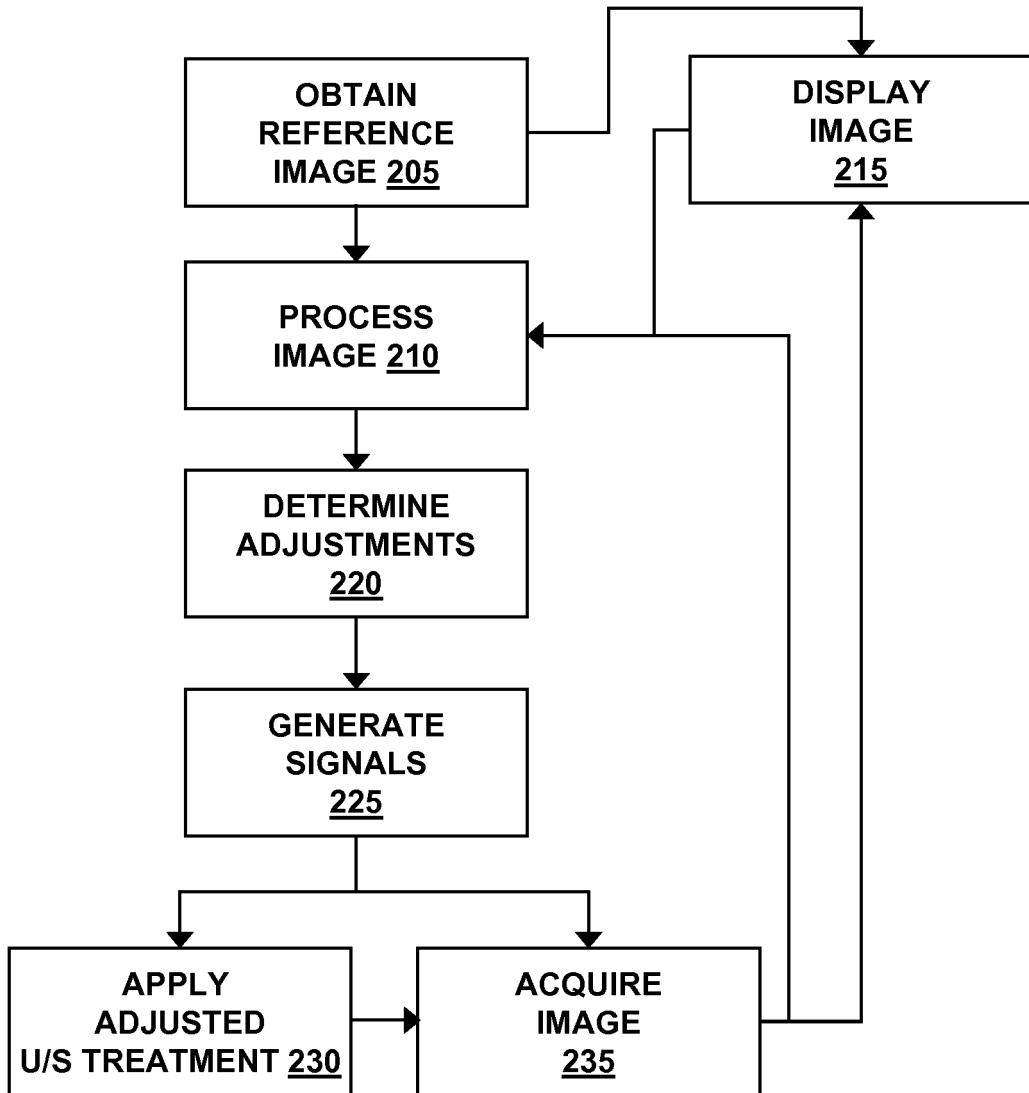 OBTAIN
REFERENCE
IMAGE 205
DISPLAY
IMAGE
215
PROCESS
IMAGE 210
DETERMINE
ADJUSTMENTS
220
GENERATE
SIGNALS
225
APPLY
ADJUSTED
U/S TREATMENT 230
ACQUIRE
IMAGE
235